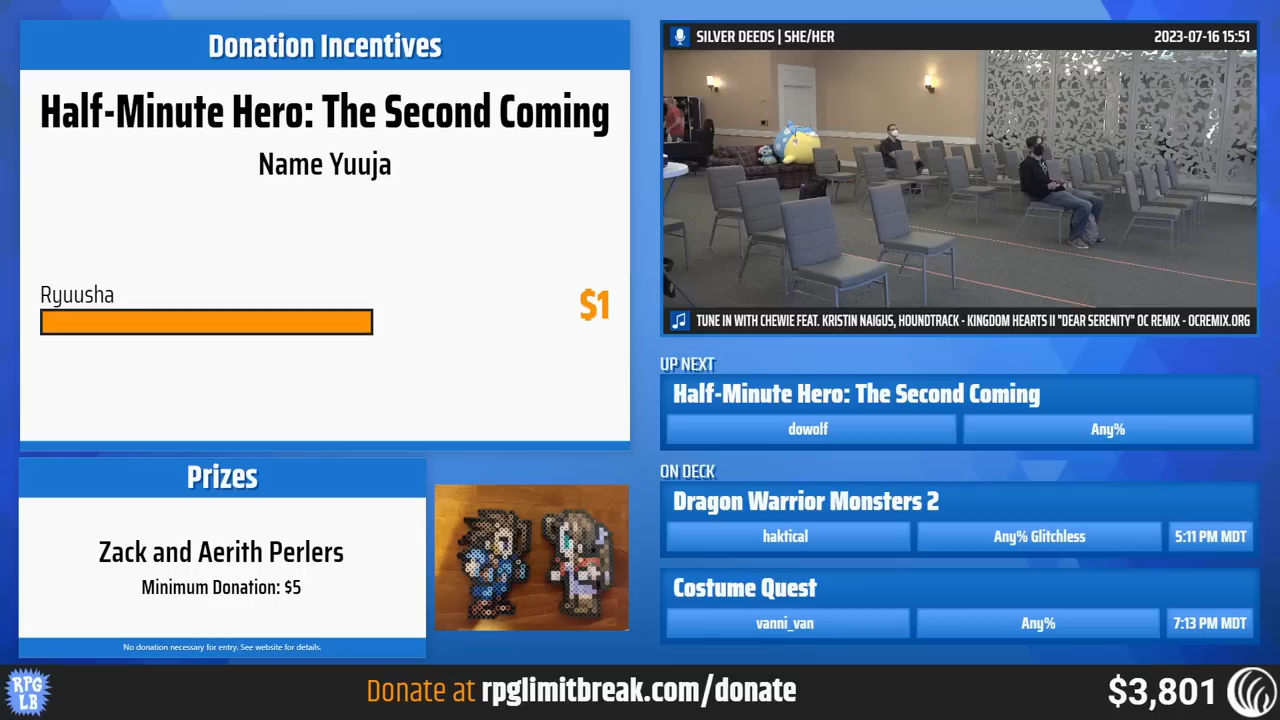 Donation Incentives
Half-Minute Hero: The Second Coming
Name Yuuja
Ryuusha
$1
Prizes
Zack and Aerith Perlers
Minimum Donation: $5
No donation necessary for entry. See website for details.
SILVER DEEDS | SHE/HER
2023-07-16 15:51
TUNE IN WITH CHEWIE FEAT. KRISTIN NAIGUS, HOUNDTRACK - KINGDOM HEARTS II "DEAR SERENITY" OC REMIX - OCREMIX.ORG
UP NEXT
Half-Minute Hero: The Second Coming
dowolf
Any%
ON DECK
Dragon Warrior Monsters 2
haktical
Any% Glitchless
5:11 PM MDT
Costume Quest
vanni_van
Any%
7:13 PM MDT
RPG
LB
Donate at rpglimitbreak.com/donate
$3,801